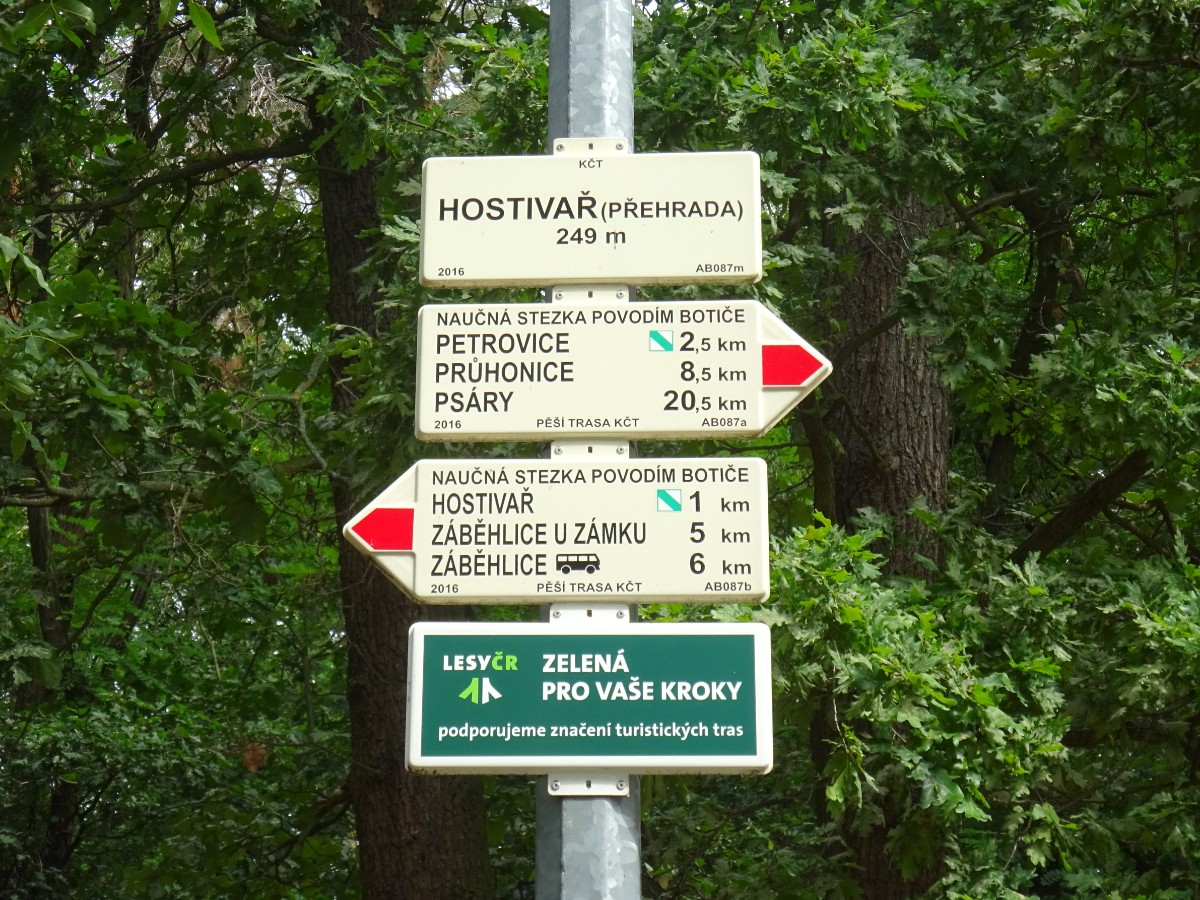 KČT
HOSTIVAŘ (PŘEHRADA)
249 m
2016 AB087m
NAUČNÁ STEZKA POVODÍM BOTIČE
PETROVICE 2,5 km
PRŮHONICE 8,5 km
PSÁRY 20,5 km
2016 PĚŠÍ TRASA KČT AB087a
NAUČNÁ STEZKA POVODÍM BOTIČE
HOSTIVAŘ 1 km
ZÁBĚHLICE U ZÁMKU 5 km
ZÁBĚHLICE 6 km
2016 PĚŠÍ TRASA KČT AB087b
LESYČR
ZELENÁ
PRO VAŠE KROKY
podporujeme značení turistických tras